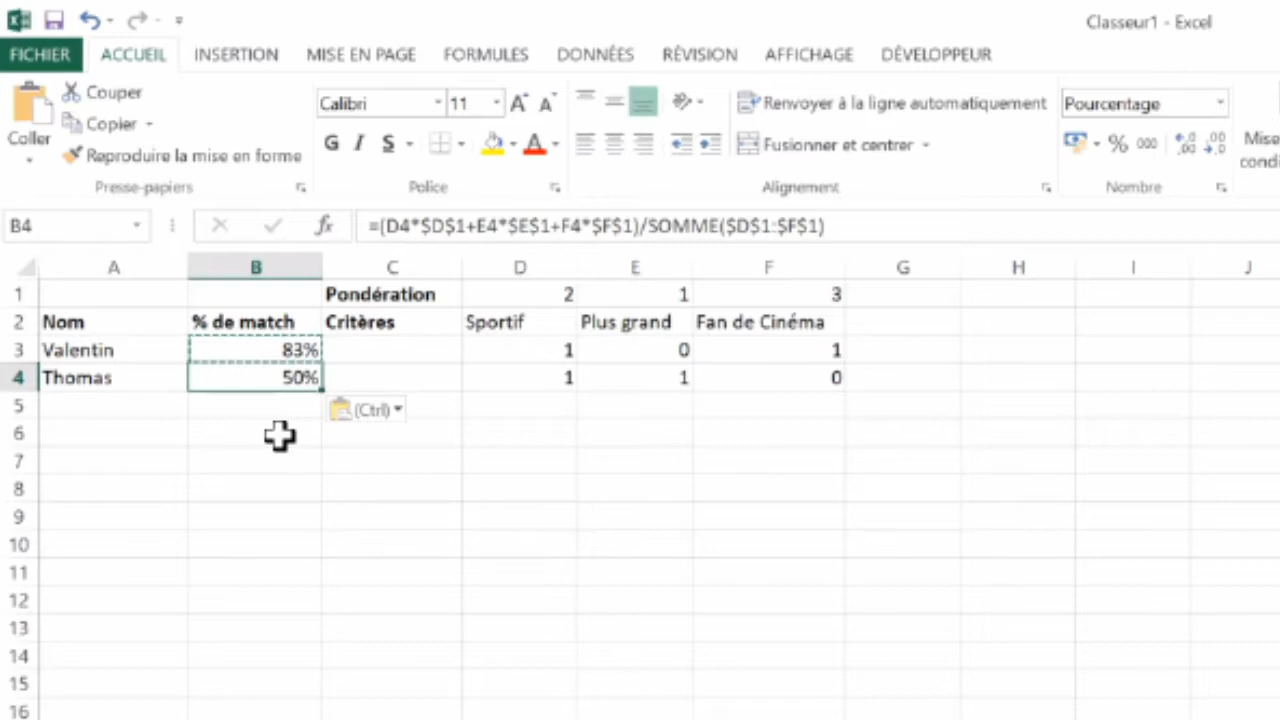 Classeur1 - Excel
FICHIER ACCUEIL INSERTION MISE EN PAGE FORMULES DONNÉES RÉVISION AFFICHAGE DÉVELOPPEUR
Couper
Calibri 11 Renvoyer à la ligne automatiquement Pourcentage
Copier
Coller G I S A Fusionner et centrer % 000 Mise
Reproduire la mise en forme condi
Presse-papiers Police Alignement Nombre
B4 fx =(D4*$D$1+E4*$E$1+F4*$F$1)/SOMME($D$1:$F$1)
A B C D E F G H I J
1 Pondération 2 1 3
2 Nom % de match Critères Sportif Plus grand Fan de Cinéma
3 Valentin 83% 1 0 1
4 Thomas 50% 1 1 0
5 (Ctrl)
6
7
8
9
10
11
12
13
14
15
16